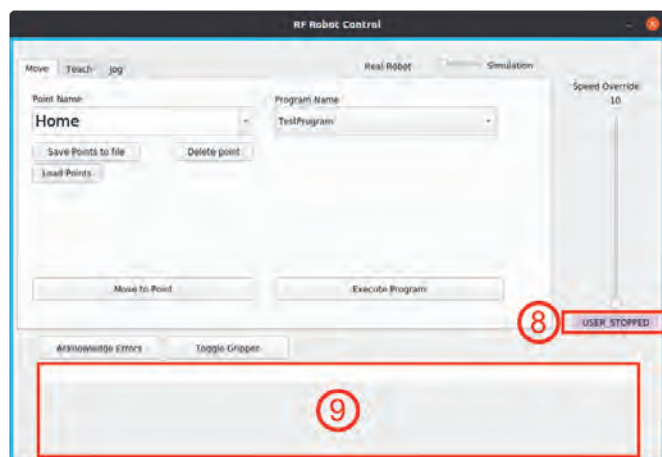 RF Robot Control
Move Teach Jog
Real Robot Simulation
Speed Override
10
Point Name
Program Name
Home
TestProgram
Save Points to file Delete point
Load Points
Move to Point
Execute Program
8
USER_STOPPED
Acknowledge Errors Toggle Gripper
9